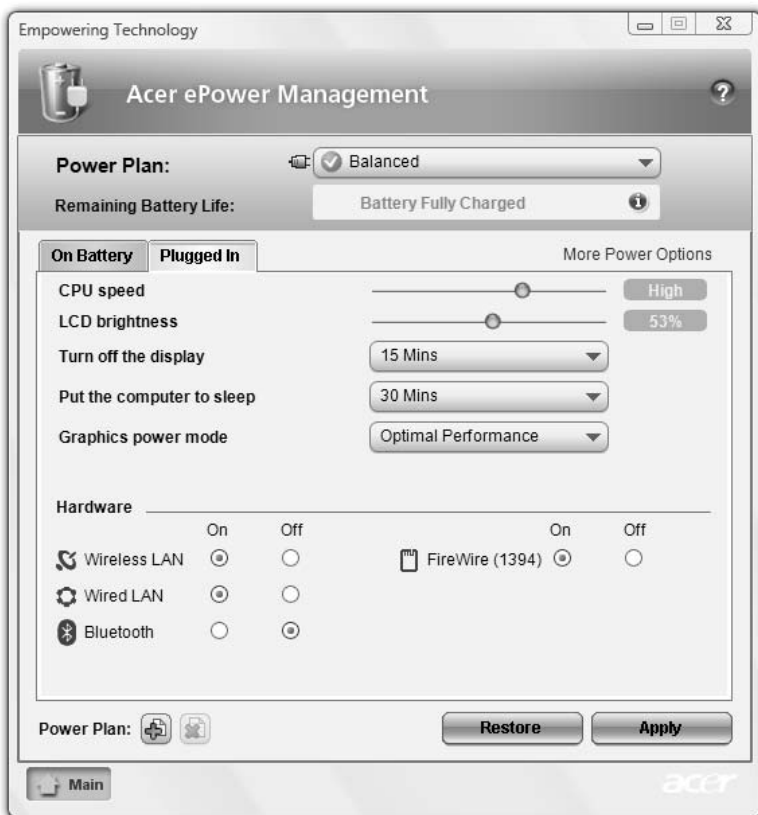 Empowering Technology
Acer ePower Management
?
Power Plan: Balanced
Remaining Battery Life: Battery Fully Charged
On Battery Plugged In More Power Options
CPU speed High
LCD brightness 53%
Turn off the display 15 Mins
Put the computer to sleep 30 Mins
Graphics power mode Optimal Performance
Hardware
On Off On Off
Wireless LAN FireWire (1394)
Wired LAN
Bluetooth
Power Plan: Restore Apply
Main acer